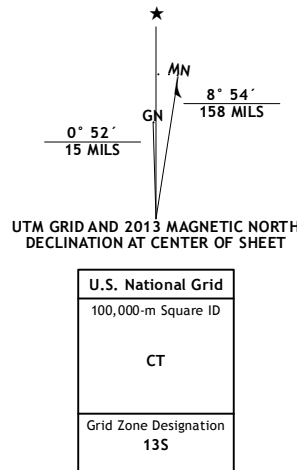 ★
MN
GN
8° 54´
158 MILS
0° 52´
15 MILS
UTM GRID AND 2013 MAGNETIC NORTH
DECLINATION AT CENTER OF SHEET
U.S. National Grid
100,000-m Square ID
CT
Grid Zone Designation
13S